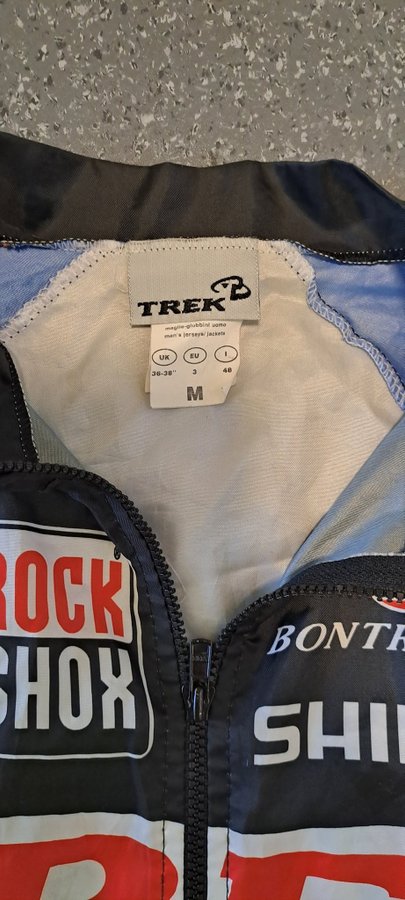 TREK
maglie-giubbini uomo
men's jerseys/jackets
UK EU I
36-38" 3 48
M
ROCK
SHOX
BONTR
SHI